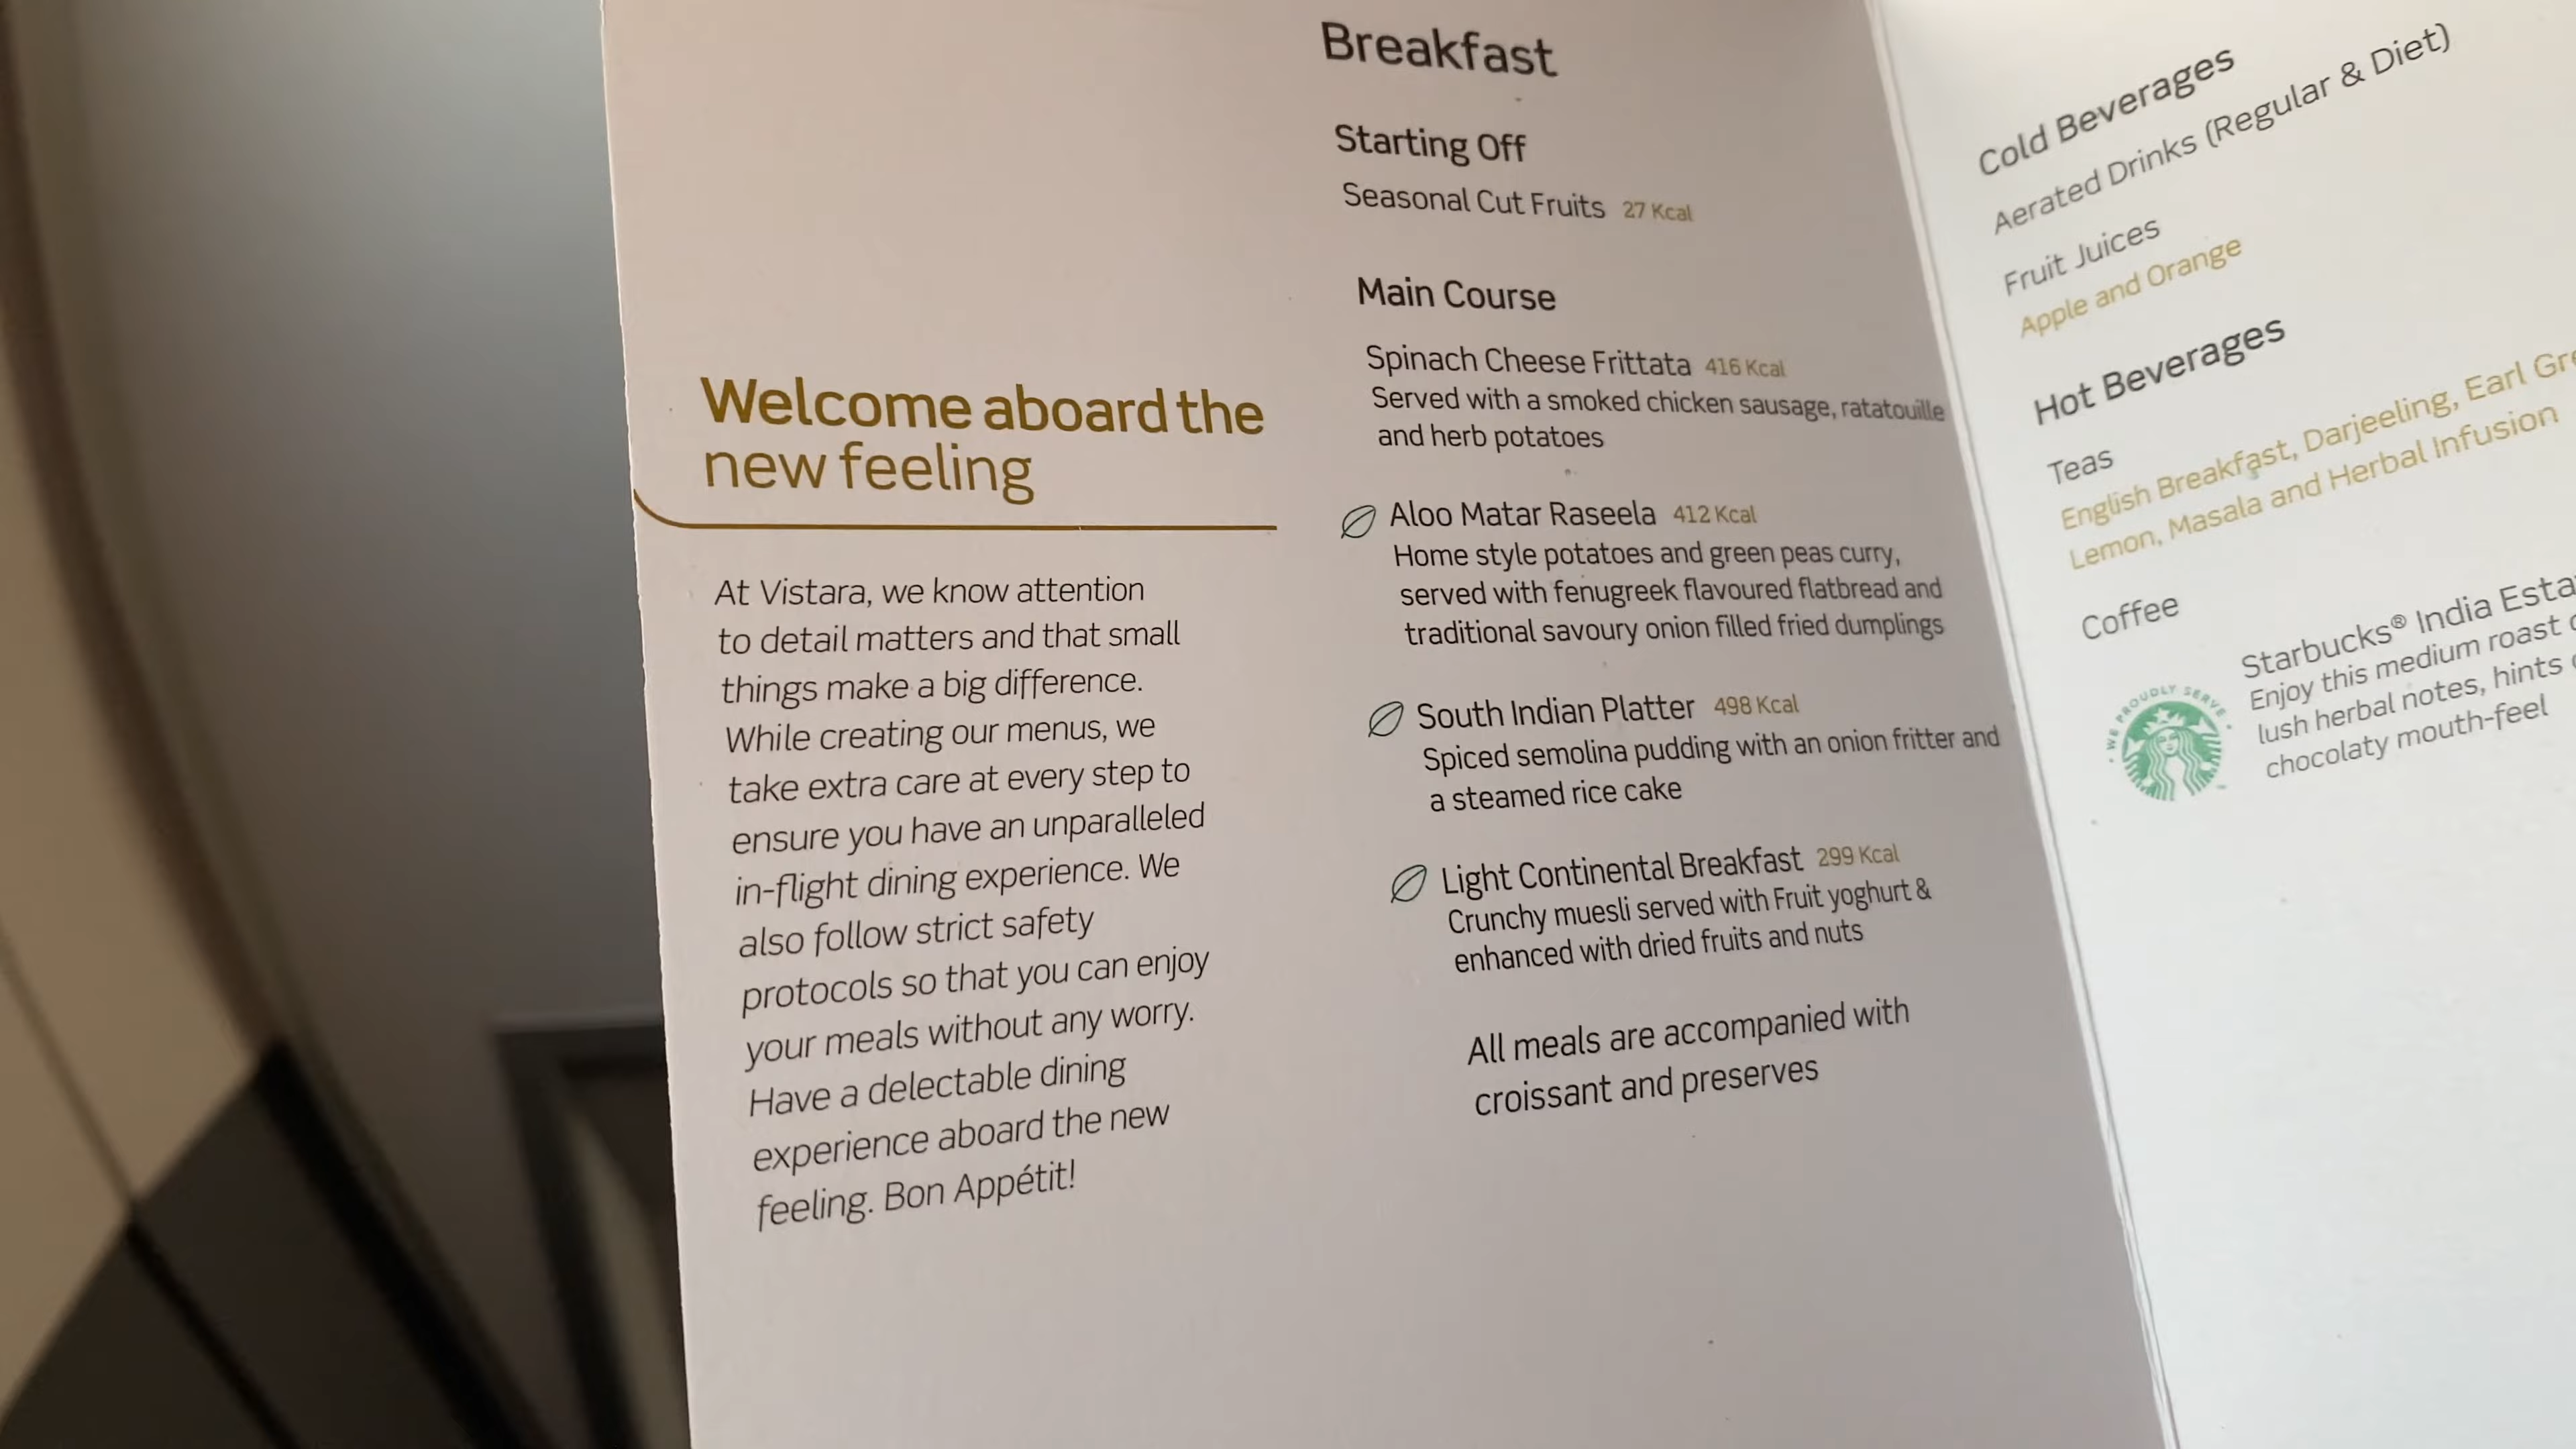 Welcome aboard the
new feeling
At Vistara, we know attention
to detail matters and that small
things make a big difference.
While creating our menus, we
take extra care at every step to
ensure you have an unparalleled
in-flight dining experience. We
also follow strict safety
protocols so that you can enjoy
your meals without any worry.
Have a delectable dining
experience aboard the new
feeling. Bon Appétit!
Breakfast
Starting Off
Seasonal Cut Fruits 27 Kcal
Main Course
Spinach Cheese Frittata 416 Kcal
Served with a smoked chicken sausage, ratatouille
and herb potatoes
Aloo Matar Raseela 412 Kcal
Home style potatoes and green peas curry,
served with fenugreek flavoured flatbread and
traditional savoury onion filled fried dumplings
South Indian Platter 498 Kcal
Spiced semolina pudding with an onion fritter and
a steamed rice cake
Light Continental Breakfast 299 Kcal
Crunchy muesli served with Fruit yoghurt &
enhanced with dried fruits and nuts
All meals are accompanied with
croissant and preserves
Cold Beverages
Aerated Drinks (Regular & Diet)
Fruit Juices
Apple and Orange
Hot Beverages
Teas
English Breakfast, Darjeeling, Earl
Lemon, Masala and Herbal Infusion
Coffee
WE PROUDLY SERVE
Starbucks® India
Enjoy this medium roast
lush herbal notes, hints
chocolaty mouth-feel